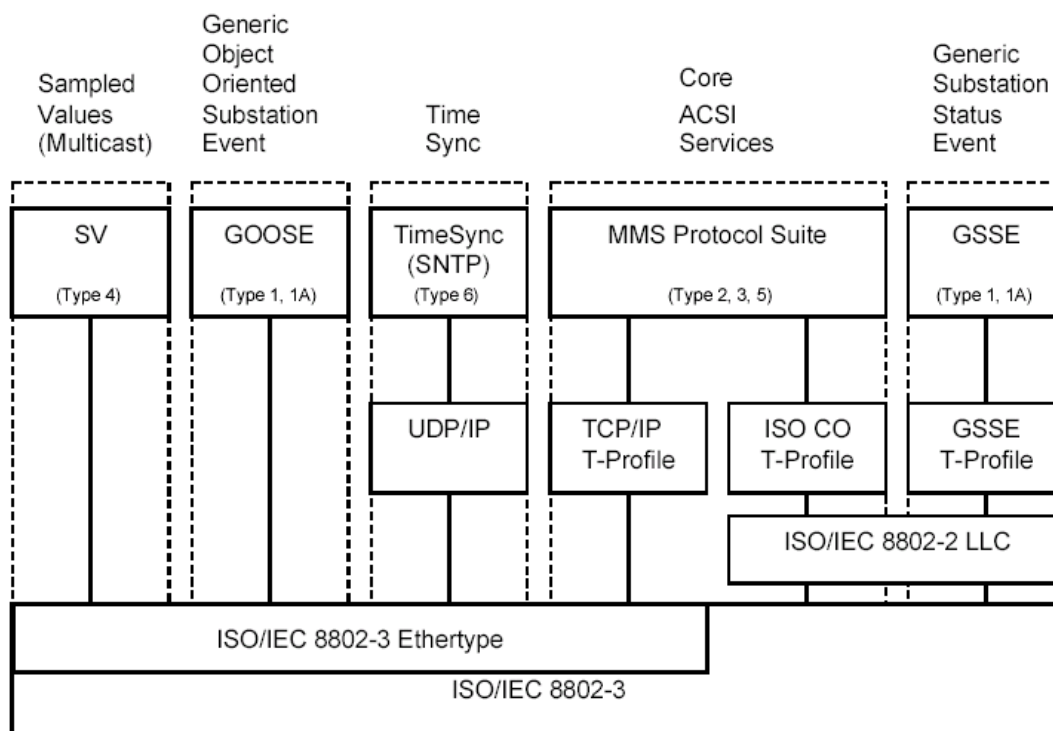 Sampled
Values
(Multicast)
Generic
Object
Oriented
Substation
Event
Time
Sync
Core
ACSI
Services
Generic
Substation
Status
Event
SV
(Type 4)
GOOSE
(Type 1, 1A)
TimeSync
(SNTP)
(Type 6)
MMS Protocol Suite
(Type 2, 3, 5)
GSSE
(Type 1, 1A)
UDP/IP
TCP/IP
T-Profile
ISO CO
T-Profile
GSSE
T-Profile
ISO/IEC 8802-2 LLC
ISO/IEC 8802-3 Ethertype
ISO/IEC 8802-3